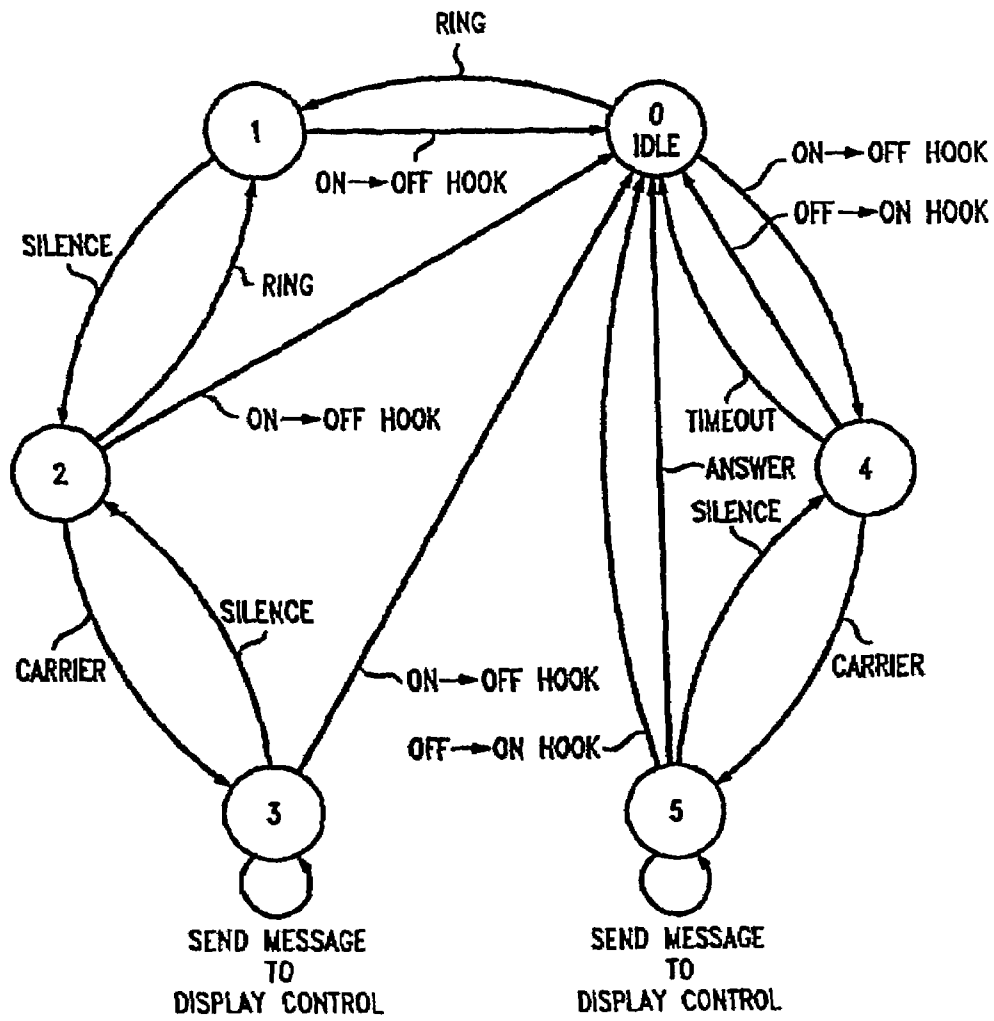 RING
1
0
IDLE
ON→OFF HOOK
ON→OFF HOOK
OFF→ON HOOK
SILENCE
RING
ON→OFF HOOK
TIMEOUT
2
ANSWER
4
SILENCE
SILENCE
CARRIER
CARRIER
ON→OFF HOOK
OFF→ON HOOK
3
5
SEND MESSAGE
TO
DISPLAY CONTROL
SEND MESSAGE
TO
DISPLAY CONTROL